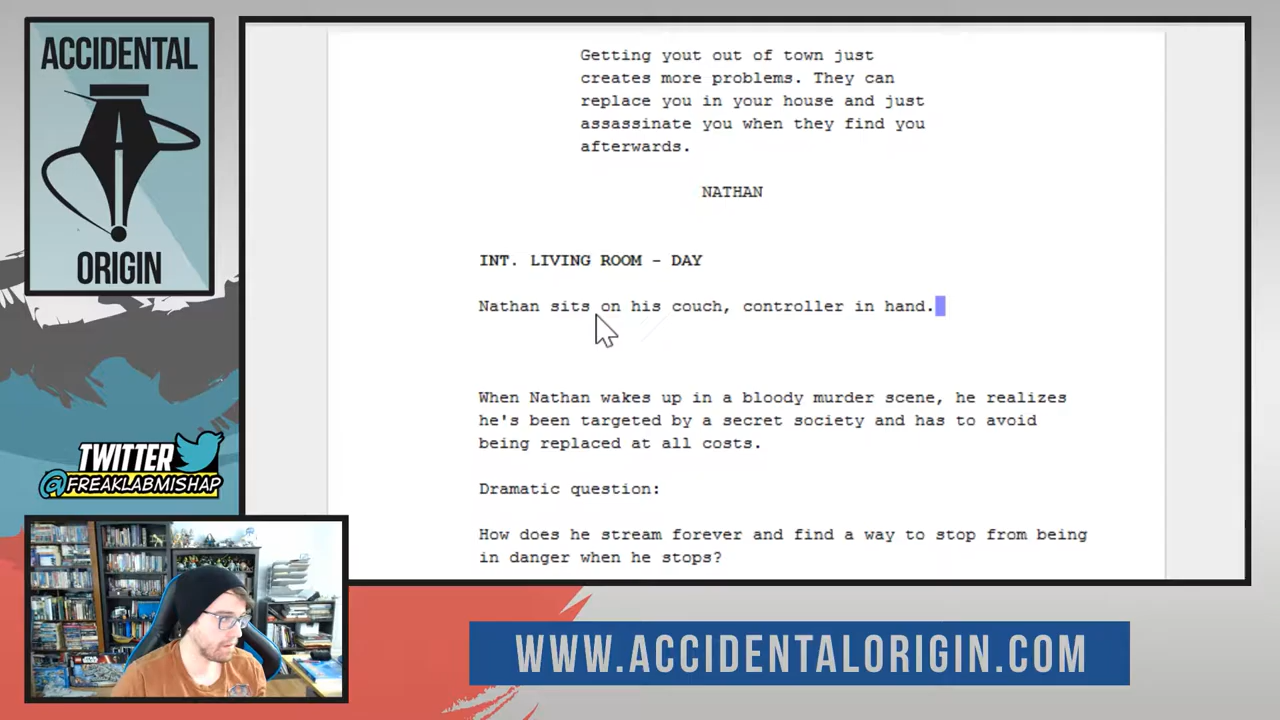 ACCIDENTAL
ORIGIN
Getting yout out of town just
creates more problems. They can
replace you in your house and just
assassinate you when they find you
afterwards.
NATHAN
INT. LIVING ROOM - DAY
Nathan sits on his couch, controller in hand.
When Nathan wakes up in a bloody murder scene, he realizes
he's been targeted by a secret society and has to avoid
being replaced at all costs.
Dramatic question:
How does he stream forever and find a way to stop from being
in danger when he stops?
TWITTER
@FREAKLABMISHAP
WWW.ACCIDENTALORIGIN.COM